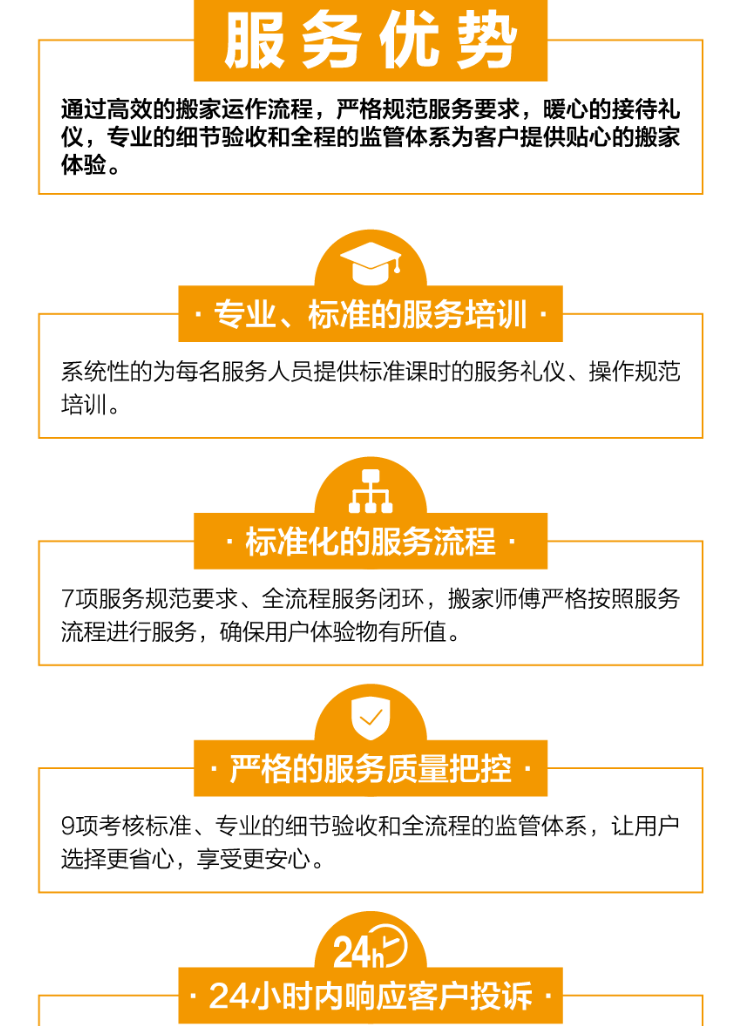 服务优势
通过高效的搬家运作流程，严格规范服务要求，暖心的接待礼
仪，专业的细节验收和全程的监管体系为客户提供贴心的搬家
体验。
·专业、标准的服务培训·
系统性的为每名服务人员提供标准课时的服务礼仪、操作规范
培训。
·标准化的服务流程·
7项服务规范要求、全流程服务闭环，搬家师傅严格按照服务
流程进行服务，确保用户体验物有所值。
·严格的服务质量把控·
9项考核标准、专业的细节验收和全流程的监管体系，让用户
选择更省心，享受更安心。
24h
·24小时内响应客户投诉·